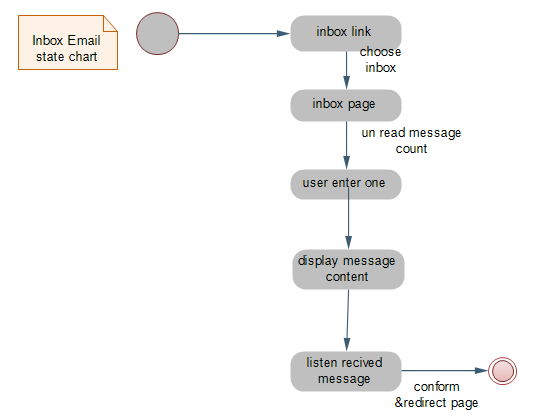 Inbox Email
state chart
inbox link
choose
inbox
inbox page
un read message
count
user enter one
display message
content
listen recived
message
conform
&redirect page